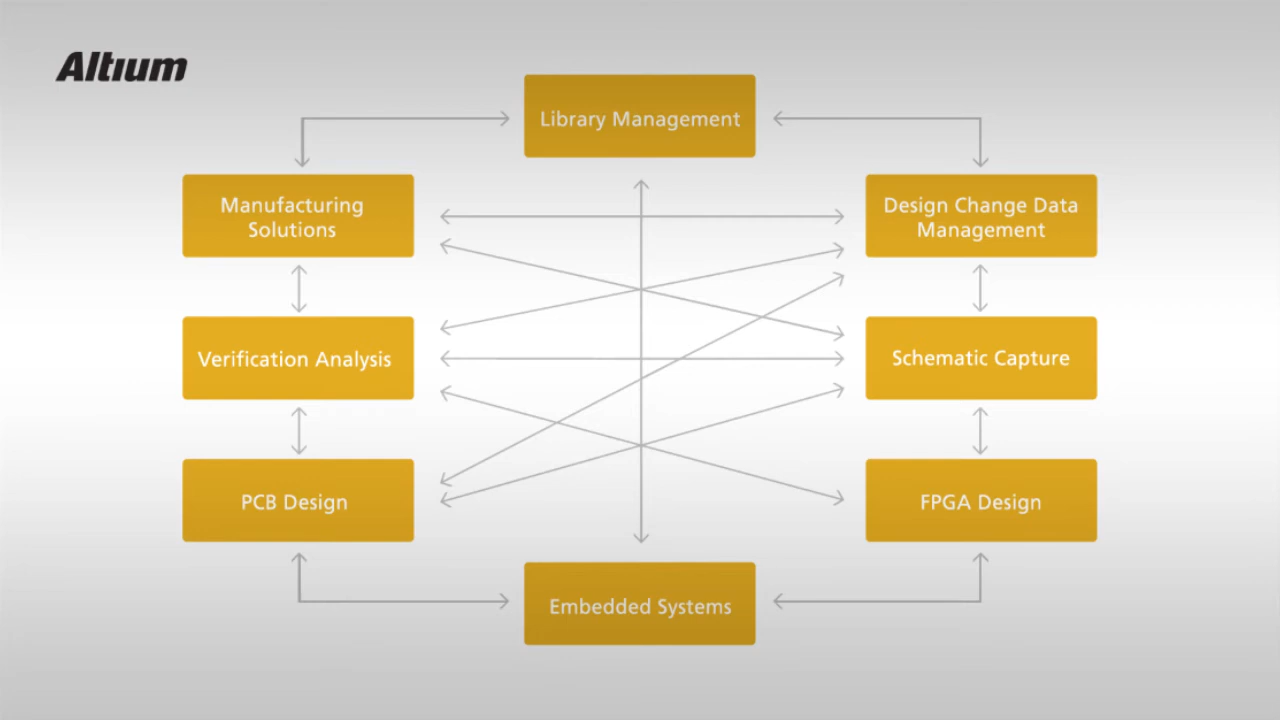 Altium
Library Management
Manufacturing
Solutions
Design Change Data
Management
Verification Analysis
Schematic Capture
PCB Design
FPGA Design
Embedded Systems